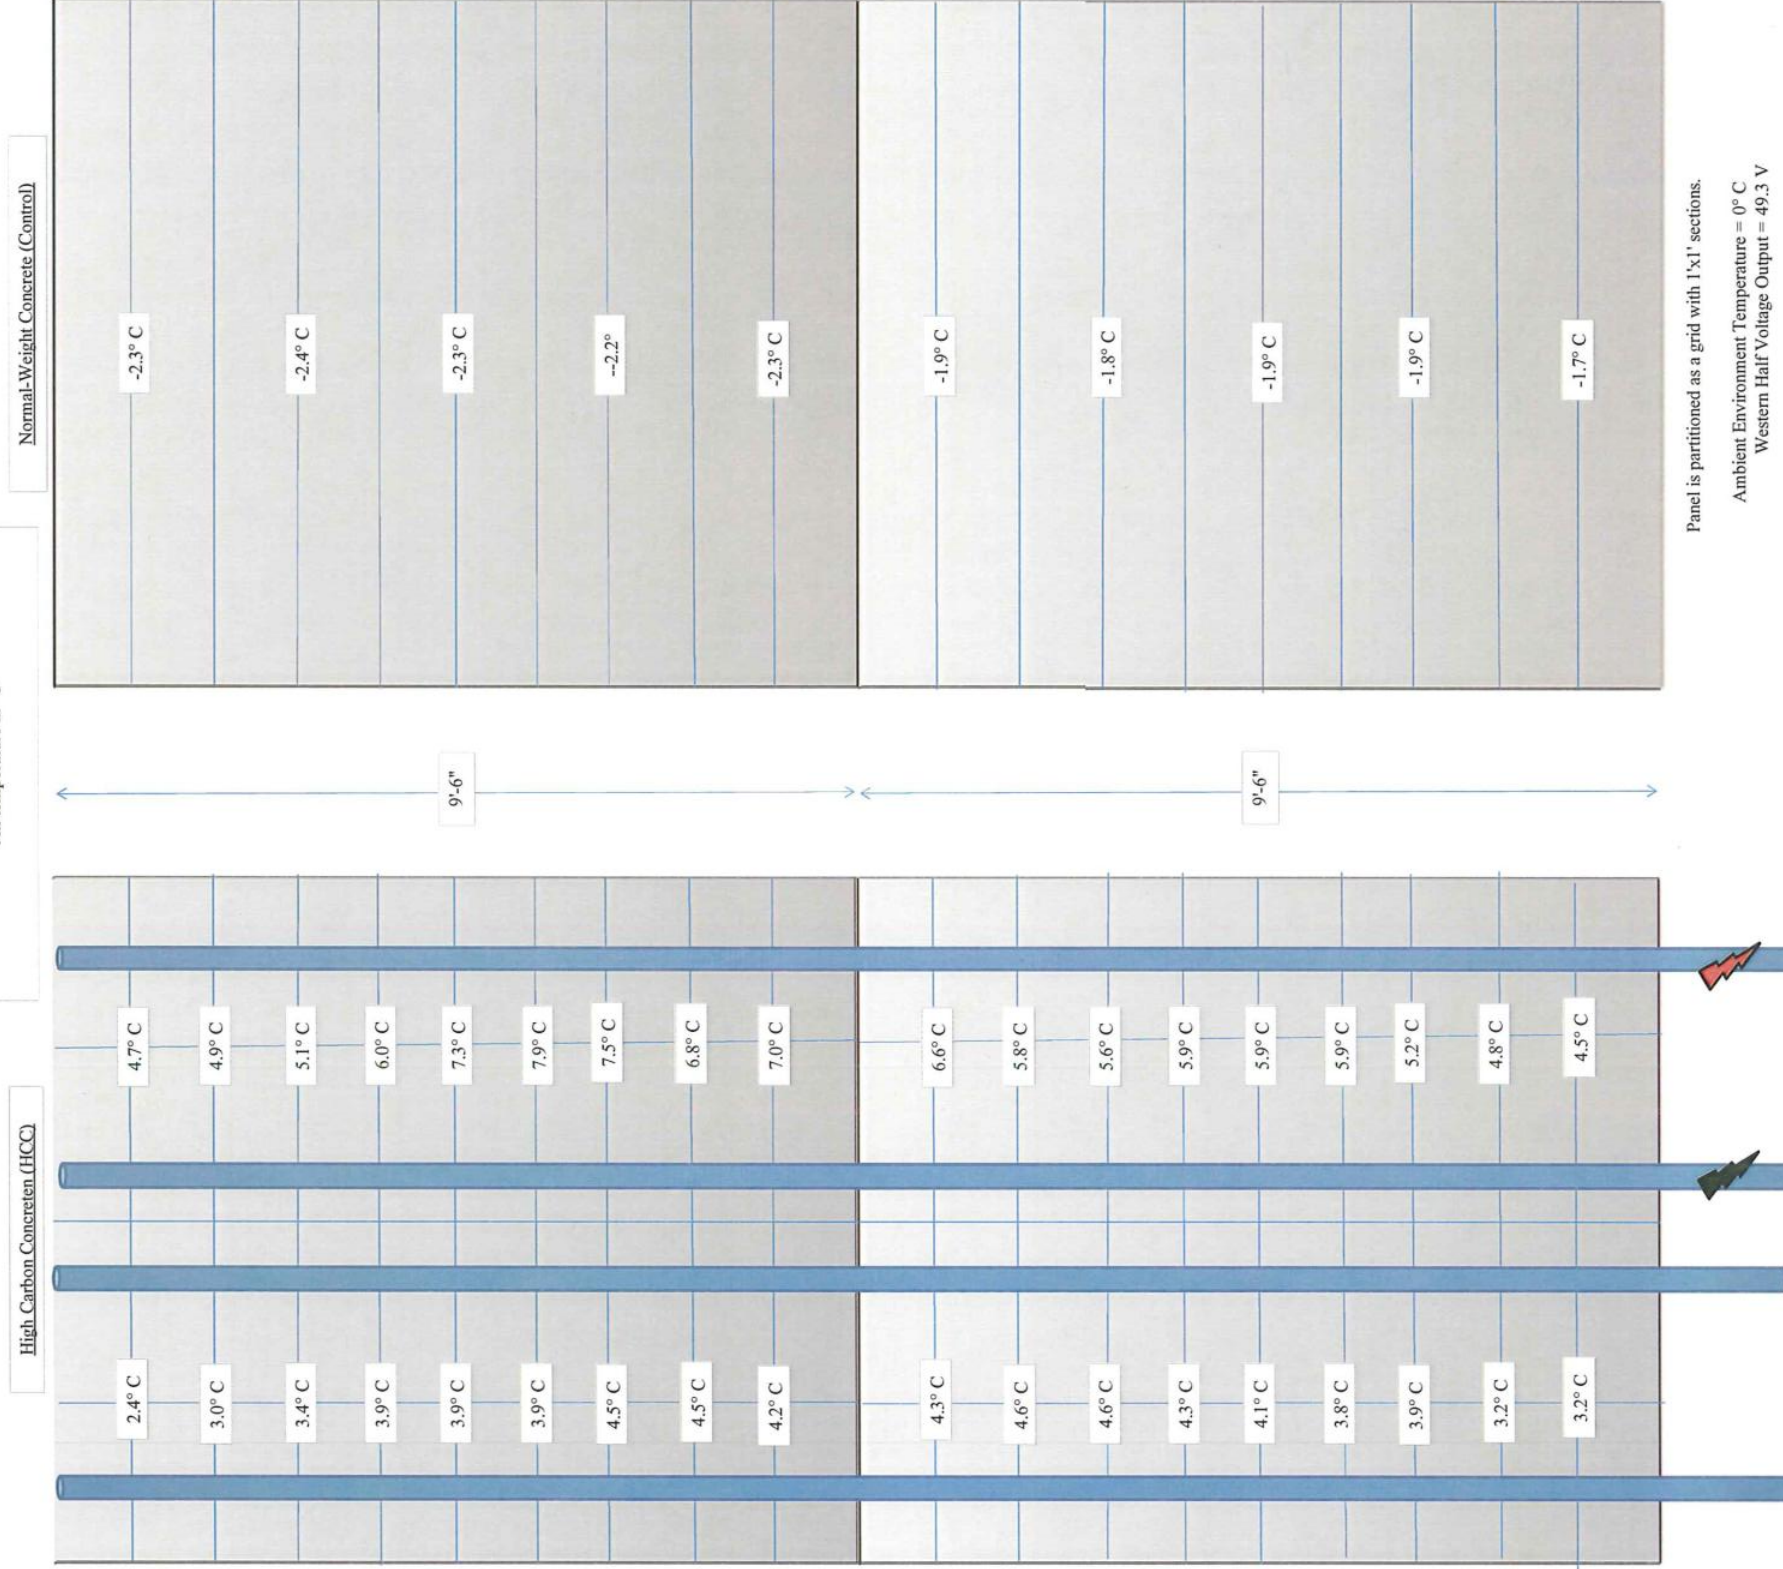 High Carbon Concreten (HCC)
Normal-Weight Concrete (Control)
2.4° C 4.7° C -2.3° C
3.0° C 4.9° C
3.4° C 5.1° C -2.4° C
3.9° C 6.0° C
3.9° C 7.3° C 9'-6" -2.3° C
3.9° C 7.9° C
4.5° C 7.5° C --2.2°
4.5° C 6.8° C
4.2° C 7.0° C -2.3° C
4.3° C 6.6° C -1.9° C
4.6° C 5.8° C
4.6° C 5.6° C -1.8° C
4.3° C 5.9° C
4.1° C 5.9° C 9'-6" -1.9° C
3.8° C 5.9° C
3.9° C 5.2° C -1.9° C
3.2° C 4.8° C
3.2° C 4.5° C -1.7° C
Panel is partitioned as a grid with 1'x1' sections.
Ambient Environment Temperature = 0° C
Western Half Voltage Output = 49.3 V